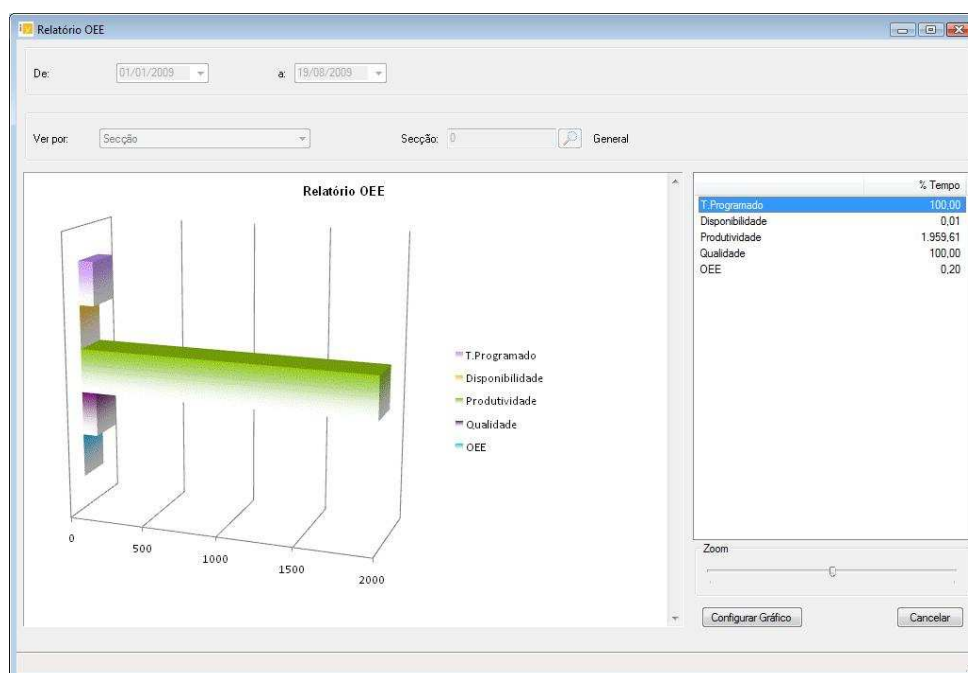 Relatório OEE
De: 01/01/2009 a: 19/08/2009
Ver por: Secção Secção: 0 General
Relatório OEE
T.Programado
Disponibilidade
Produtividade
Qualidade
OEE
0
500
1000
1500
2000
% Tempo
T.Programado 100,00
Disponibilidade 0,01
Produtividade 1.959,61
Qualidade 100,00
OEE 0,20
Zoom
Configurar Gráfico Cancelar